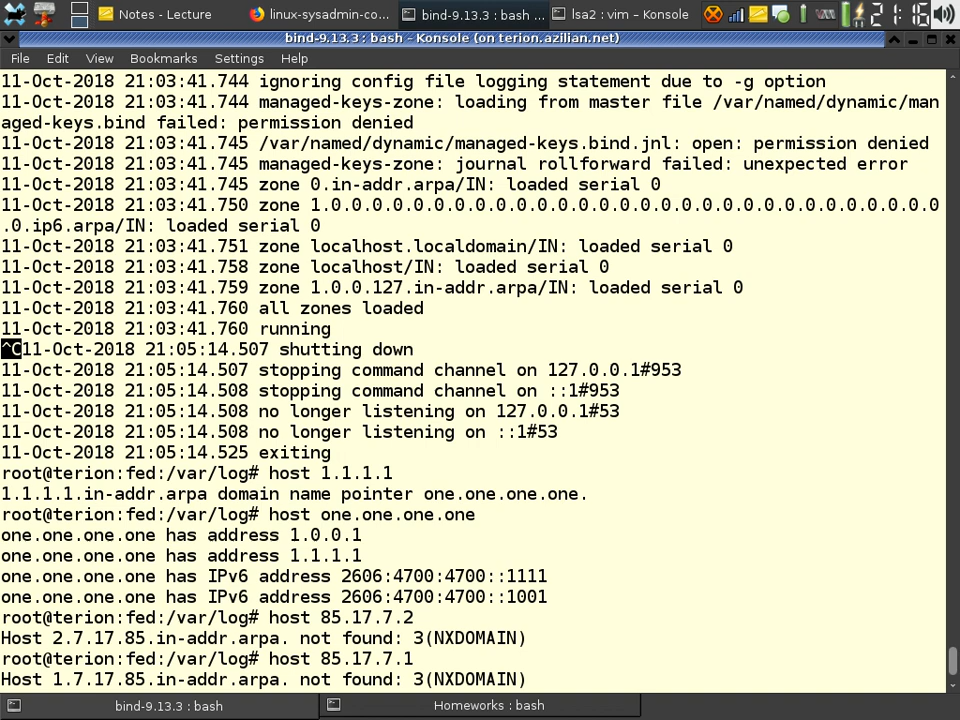 Notes - Lecture
linux-sysadmin-co...
bind-9.13.3 : bash ...
lsa2 : vim – Konsole
21:16
bind-9.13.3 : bash – Konsole (on terion.azilian.net)
File Edit View Bookmarks Settings Help
11-Oct-2018 21:03:41.744 ignoring config file logging statement due to -g option
11-Oct-2018 21:03:41.744 managed-keys-zone: loading from master file /var/named/dynamic/man
aged-keys.bind failed: permission denied
11-Oct-2018 21:03:41.745 /var/named/dynamic/managed-keys.bind.jnl: open: permission denied
11-Oct-2018 21:03:41.745 managed-keys-zone: journal rollforward failed: unexpected error
11-Oct-2018 21:03:41.745 zone 0.in-addr.arpa/IN: loaded serial 0
11-Oct-2018 21:03:41.750 zone 1.0.0.0.0.0.0.0.0.0.0.0.0.0.0.0.0.0.0.0.0.0.0.0.0.0.0.0.0.0.0
.0.ip6.arpa/IN: loaded serial 0
11-Oct-2018 21:03:41.751 zone localhost.localdomain/IN: loaded serial 0
11-Oct-2018 21:03:41.758 zone localhost/IN: loaded serial 0
11-Oct-2018 21:03:41.759 zone 1.0.0.127.in-addr.arpa/IN: loaded serial 0
11-Oct-2018 21:03:41.760 all zones loaded
11-Oct-2018 21:03:41.760 running
^C11-Oct-2018 21:05:14.507 shutting down
11-Oct-2018 21:05:14.507 stopping command channel on 127.0.0.1#953
11-Oct-2018 21:05:14.508 stopping command channel on ::1#953
11-Oct-2018 21:05:14.508 no longer listening on 127.0.0.1#53
11-Oct-2018 21:05:14.508 no longer listening on ::1#53
11-Oct-2018 21:05:14.525 exiting
root@terion:fed:/var/log# host 1.1.1.1
1.1.1.1.in-addr.arpa domain name pointer one.one.one.one.
root@terion:fed:/var/log# host one.one.one.one
one.one.one.one has address 1.0.0.1
one.one.one.one has address 1.1.1.1
one.one.one.one has IPv6 address 2606:4700:4700::1111
one.one.one.one has IPv6 address 2606:4700:4700::1001
root@terion:fed:/var/log# host 85.17.7.2
Host 2.7.17.85.in-addr.arpa. not found: 3(NXDOMAIN)
root@terion:fed:/var/log# host 85.17.7.1
Host 1.7.17.85.in-addr.arpa. not found: 3(NXDOMAIN)
bind-9.13.3 : bash
Homeworks : bash